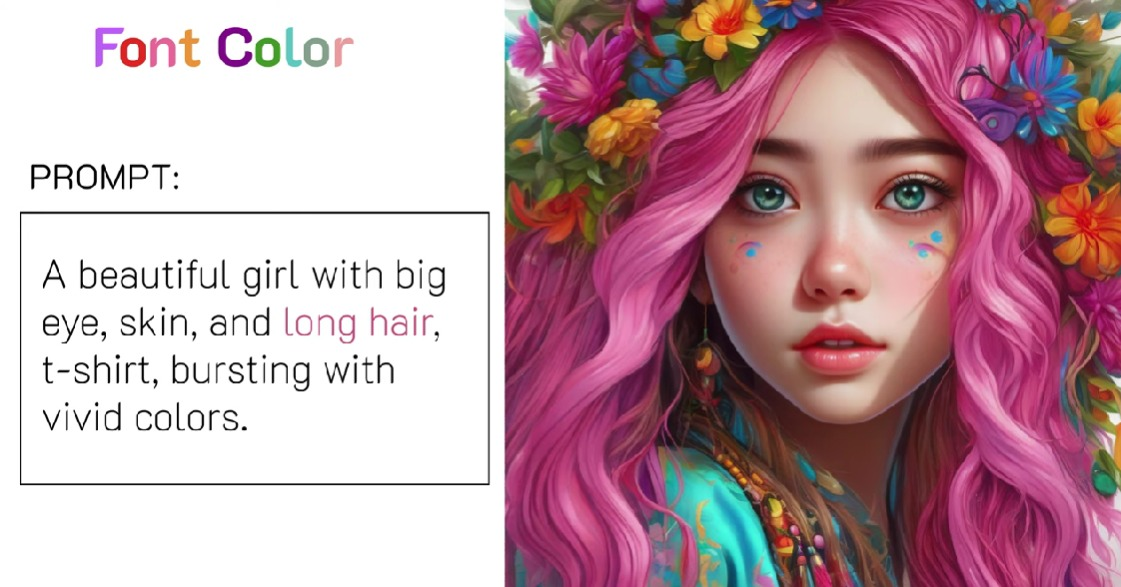 Font Color
PROMPT:
A beautiful girl with big
eye, skin, and long hair,
t-shirt, bursting with
vivid colors.